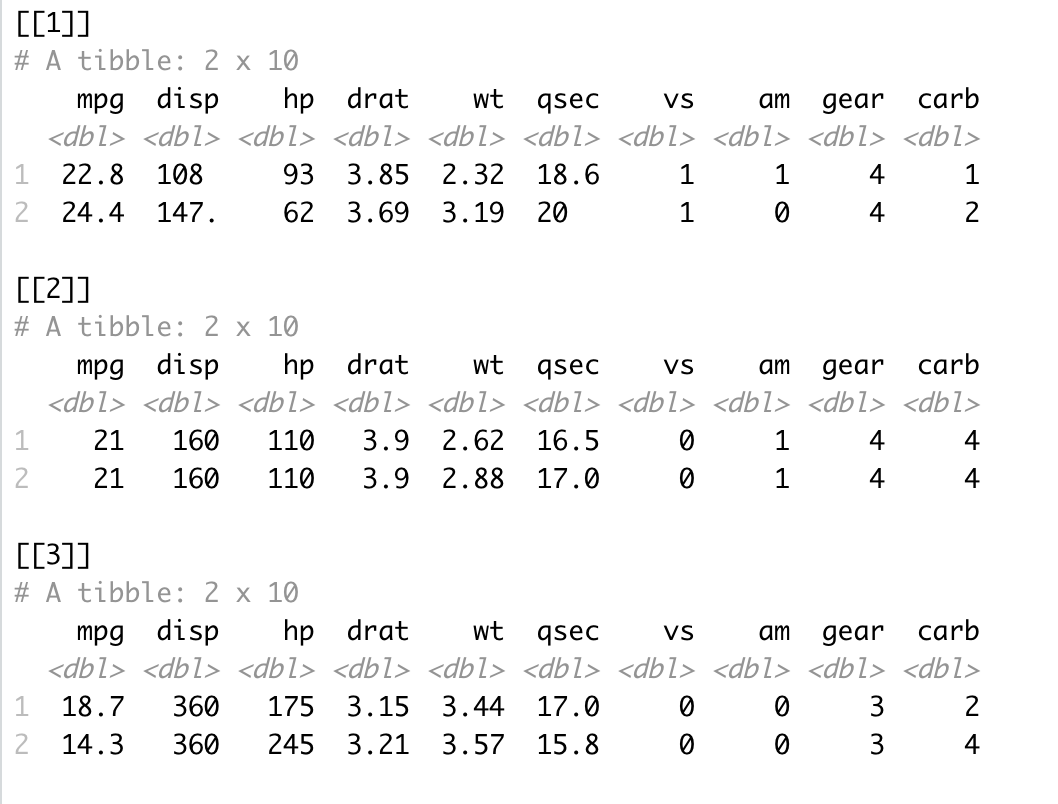 [[1]]
# A tibble: 2 x 10
    mpg  disp    hp  drat    wt  qsec    vs    am  gear  carb
  <dbl> <dbl> <dbl> <dbl> <dbl> <dbl> <dbl> <dbl> <dbl> <dbl>
1  22.8  108     93  3.85  2.32  18.6     1     1     4     1
2  24.4  147.    62  3.69  3.19  20       1     0     4     2
[[2]]
# A tibble: 2 x 10
    mpg  disp    hp  drat    wt  qsec    vs    am  gear  carb
  <dbl> <dbl> <dbl> <dbl> <dbl> <dbl> <dbl> <dbl> <dbl> <dbl>
1    21   160   110   3.9  2.62  16.5     0     1     4     4
2    21   160   110   3.9  2.88  17.0     0     1     4     4
[[3]]
# A tibble: 2 x 10
    mpg  disp    hp  drat    wt  qsec    vs    am  gear  carb
  <dbl> <dbl> <dbl> <dbl> <dbl> <dbl> <dbl> <dbl> <dbl> <dbl>
1  18.7   360   175  3.15  3.44  17.0     0     0     3     2
2  14.3   360   245  3.21  3.57  15.8     0     0     3     4